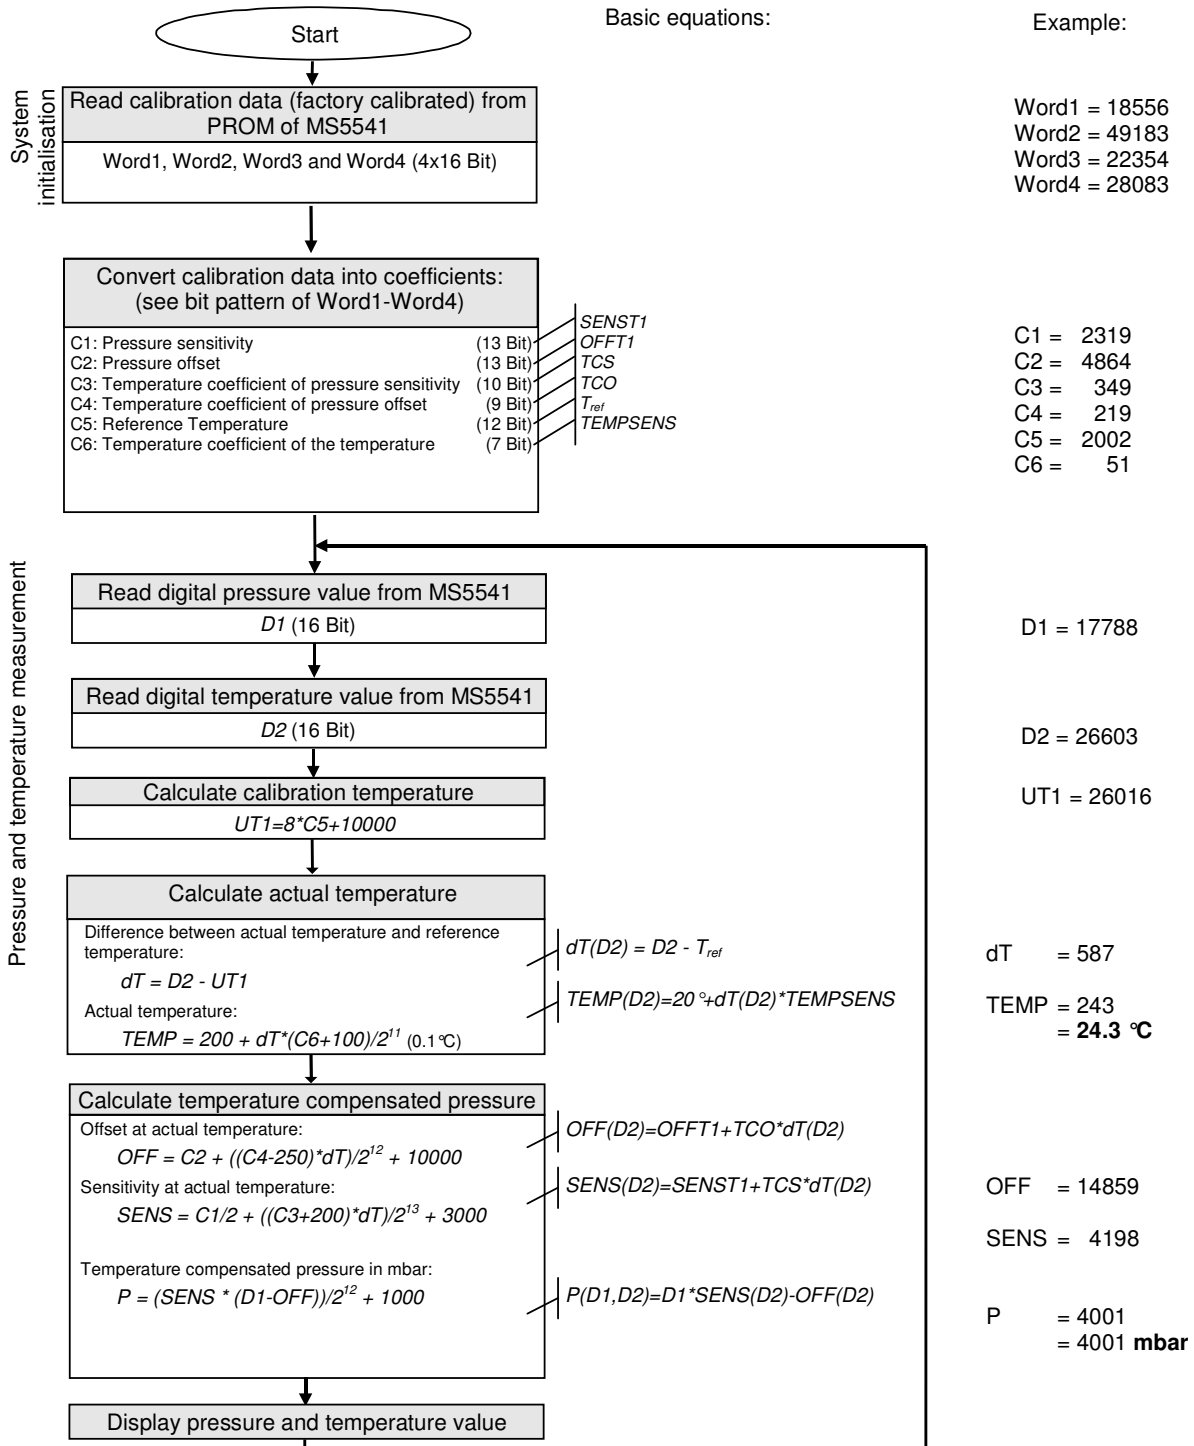 Basic equations:
Example:
Start
System
initialisation
Read calibration data (factory calibrated) from
PROM of MS5541
Word1, Word2, Word3 and Word4 (4x16 Bit)
Word1 = 18556
Word2 = 49183
Word3 = 22354
Word4 = 28083
Convert calibration data into coefficients:
(see bit pattern of Word1-Word4)
C1: Pressure sensitivity (13 Bit)
C2: Pressure offset (13 Bit)
C3: Temperature coefficient of pressure sensitivity (10 Bit)
C4: Temperature coefficient of pressure offset (9 Bit)
C5: Reference Temperature (12 Bit)
C6: Temperature coefficient of the temperature (7 Bit)
SENST1
OFFT1
TCS
TCO
T_ref
TEMPSENS
C1 = 2319
C2 = 4864
C3 = 349
C4 = 219
C5 = 2002
C6 = 51
Pressure and temperature measurement
Read digital pressure value from MS5541
D1 (16 Bit)
D1 = 17788
Read digital temperature value from MS5541
D2 (16 Bit)
D2 = 26603
Calculate calibration temperature
UT1=8*C5+10000
UT1 = 26016
Calculate actual temperature
Difference between actual temperature and reference
temperature:
dT = D2 - UT1
Actual temperature:
TEMP = 200 + dT*(C6+100)/2^11 (0.1°C)
dT(D2) = D2 - T_ref
TEMP(D2)=20°+dT(D2)*TEMPSENS
dT = 587
TEMP = 243
= 24.3 °C
Calculate temperature compensated pressure
Offset at actual temperature:
OFF = C2 + ((C4-250)*dT)/2^12 + 10000
Sensitivity at actual temperature:
SENS = C1/2 + ((C3+200)*dT)/2^13 + 3000
Temperature compensated pressure in mbar:
P = (SENS * (D1-OFF))/2^12 + 1000
OFF(D2)=OFFT1+TCO*dT(D2)
SENS(D2)=SENST1+TCS*dT(D2)
P(D1,D2)=D1*SENS(D2)-OFF(D2)
OFF = 14859
SENS = 4198
P = 4001
= 4001 mbar
Display pressure and temperature value